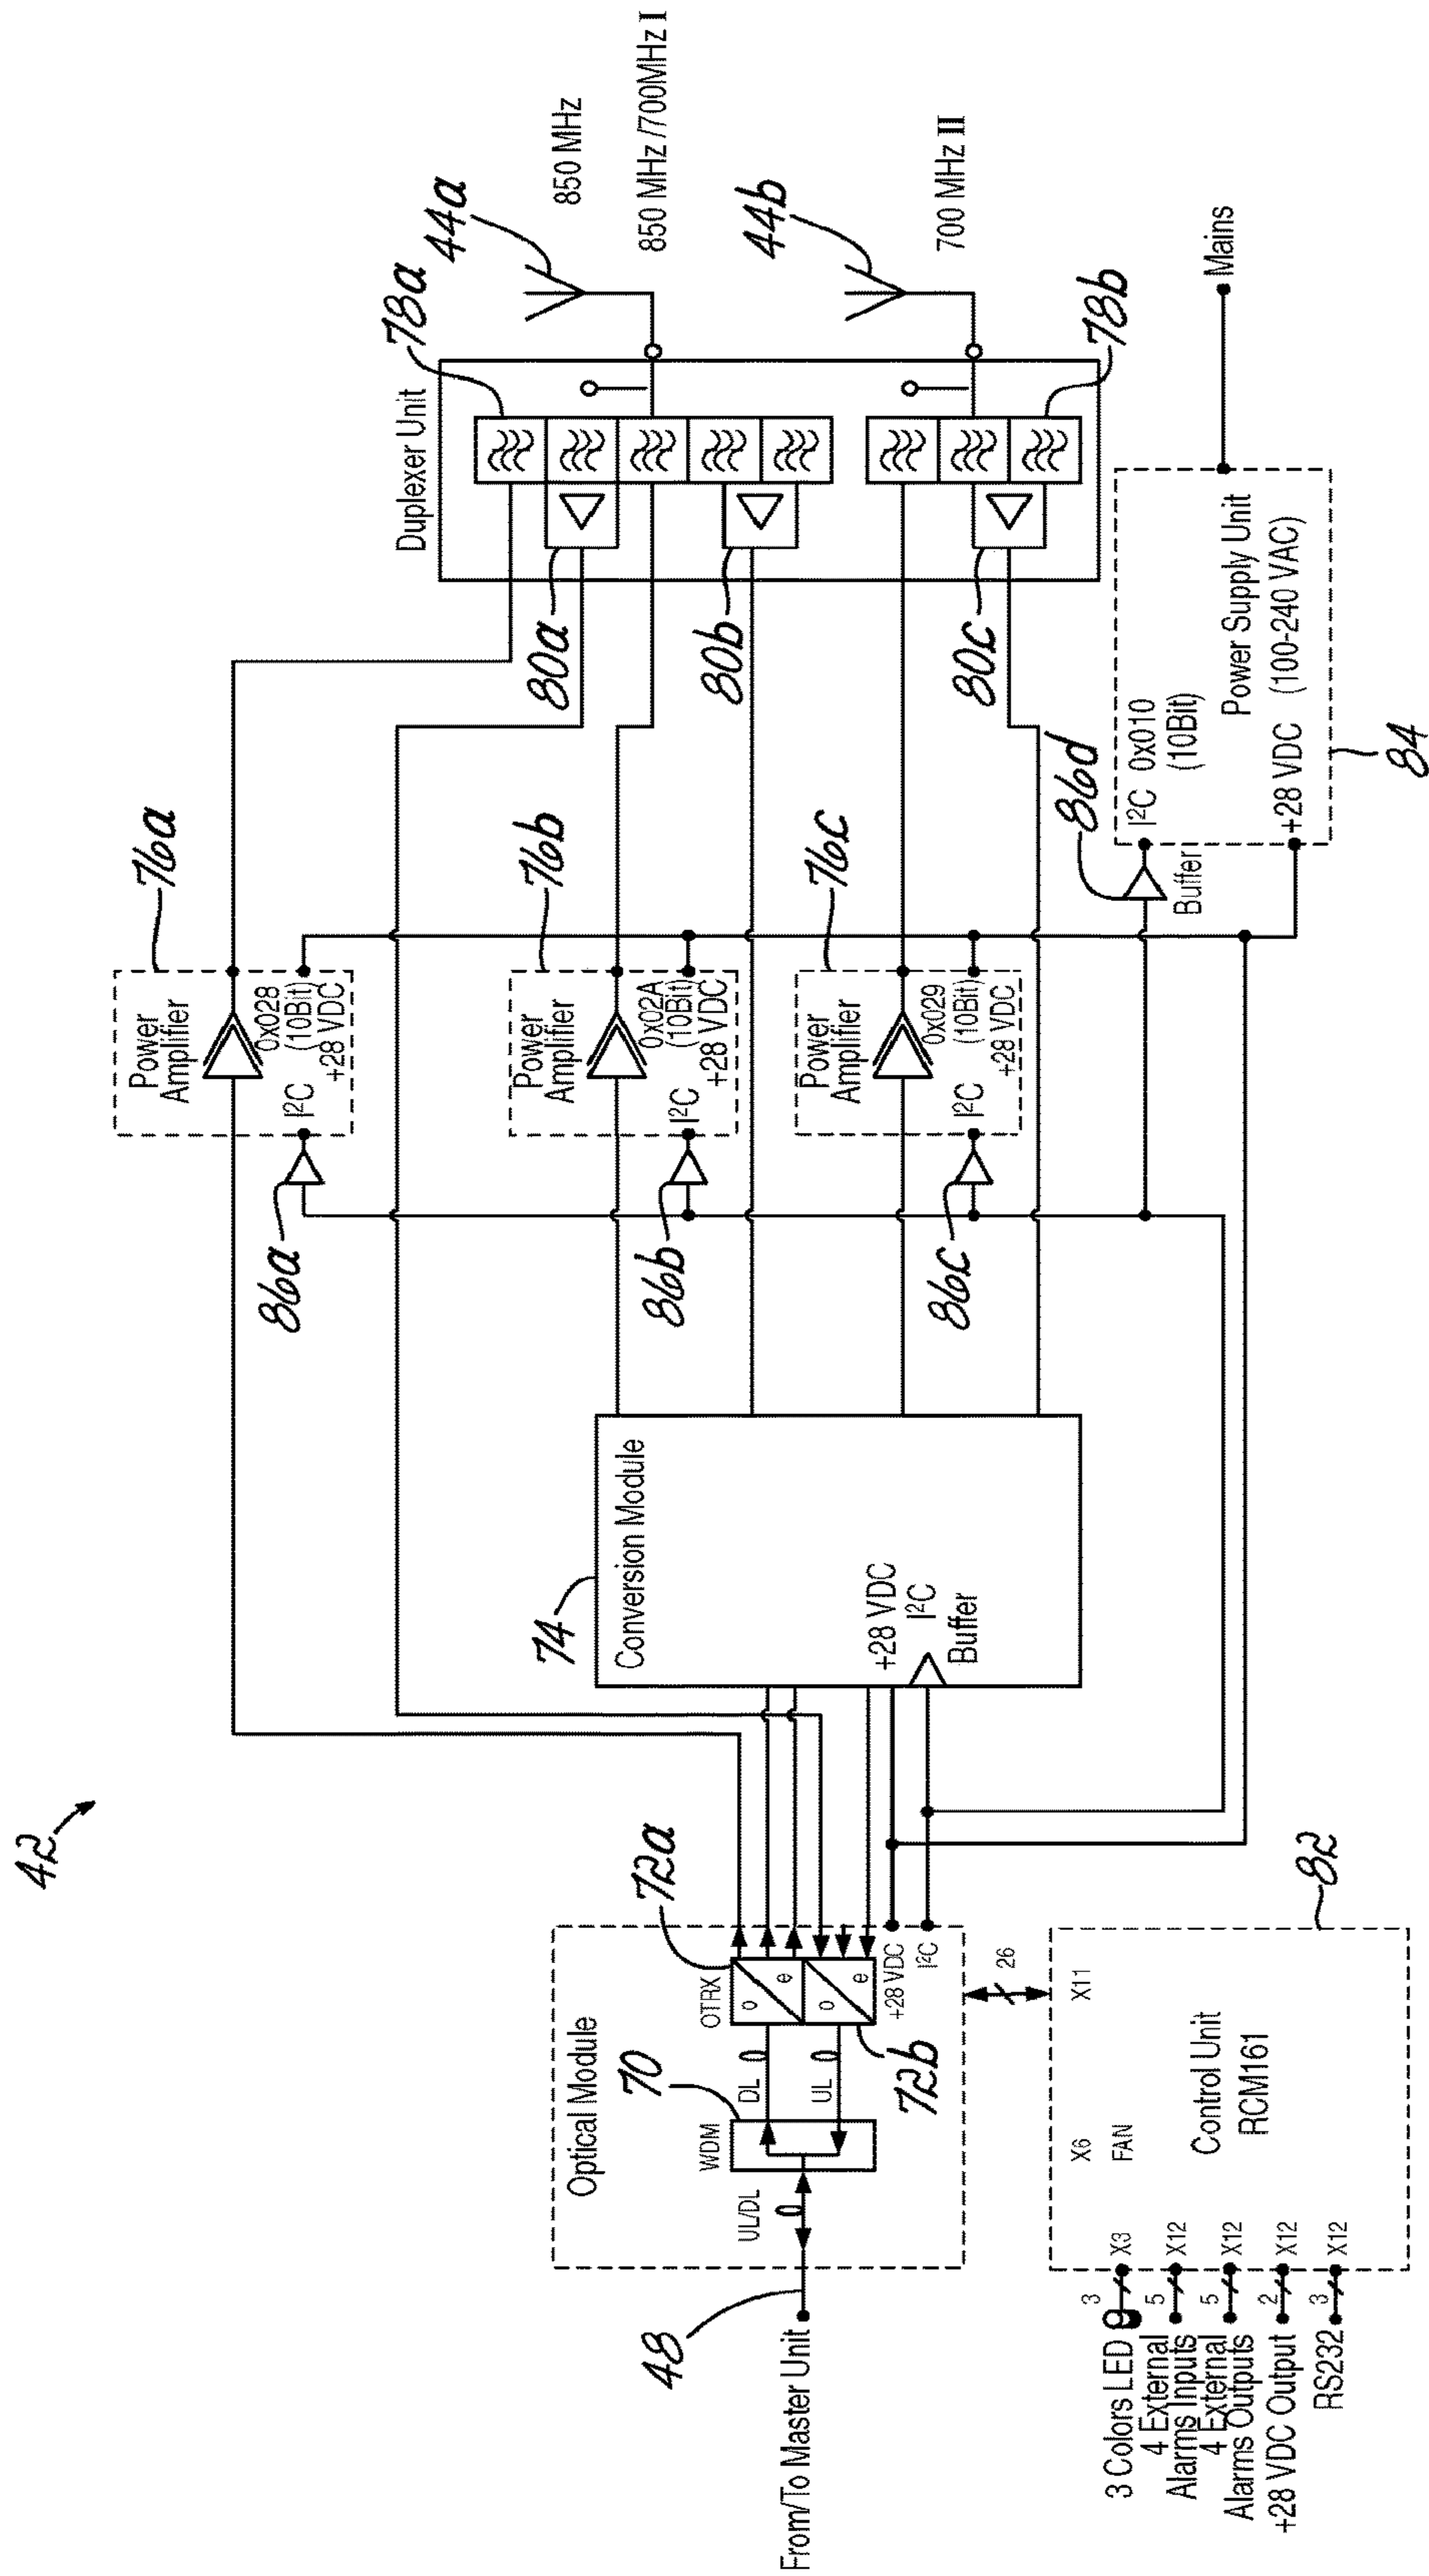 42
From/To Master Unit
48
Optical Module
UL/DL
WDM
70
DL
UL
OTRX
o
e
o
e
72a
72b
+28 VDC
I²C
26
3 Colors LED
3
X3
4 External
Alarms Inputs
5
X12
4 External
Alarms Outputs
5
X12
+28 VDC Output
2
X12
RS232
3
X12
X6
FAN
X11
Control Unit
RCM161
82
74
Conversion Module
+28 VDC
I²C
Buffer
86a
86b
86c
86d
Buffer
Power
Amplifier
I²C
0x028
(10Bit)
+28 VDC
76a
Power
Amplifier
I²C
0x02A
(10Bit)
+28 VDC
76b
Power
Amplifier
I²C
0x029
(10Bit)
+28 VDC
76c
I²C 0x010
(10Bit)
Power Supply Unit
+28 VDC (100-240 VAC)
84
Mains
Duplexer Unit
78a
78b
80a
80b
80c
44a
44b
850 MHz
850 MHz /700MHz I
700 MHz II